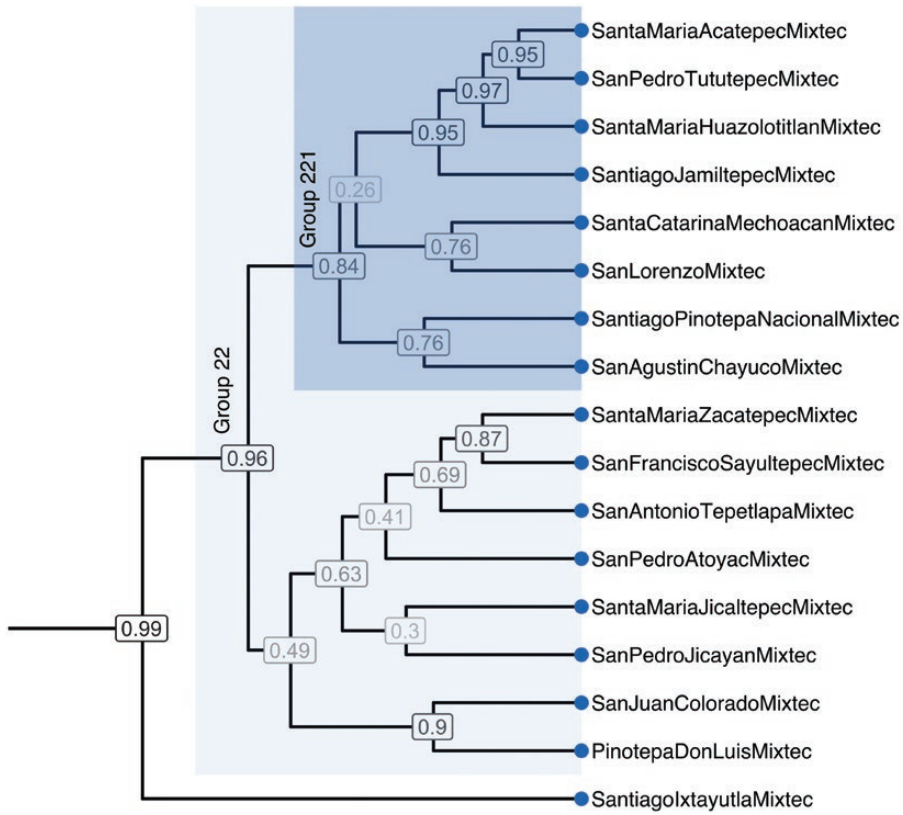 SantaMariaAcatepecMixtec
0.95
SanPedroTututepecMixtec
0.97
SantaMariaHuazolotitlanMixtec
0.95
SantiagoJamiltepecMixtec
Group 221
0.26
SantaCatarinaMechoacanMixtec
0.76
0.84
SanLorenzoMixtec
SantiagoPinotepaNacionalMixtec
0.76
SanAgustinChayucoMixtec
Group 22
SantaMariaZacatepecMixtec
0.87
0.96
SanFranciscoSayultepecMixtec
0.69
SanAntonioTepetlapaMixtec
0.41
SanPedroAtoyacMixtec
0.63
SantaMariaJicaltepecMixtec
0.99
0.3
0.49
SanPedroJicayanMixtec
SanJuanColoradoMixtec
0.9
PinotepaDonLuisMixtec
SantiagoIxtayutlaMixtec